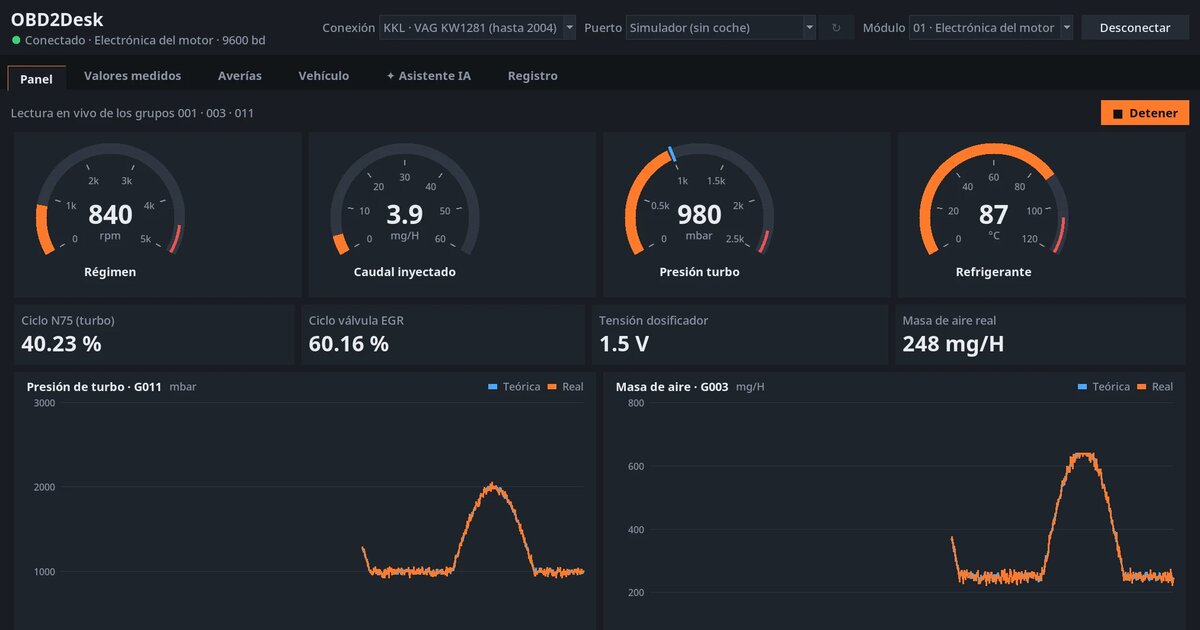 OBD2Desk
Conectado · Electrónica del motor · 9600 bd
Conexión KKL · VAG KW1281 (hasta 2004) Puerto Simulador (sin coche) ↻ Módulo 01 · Electrónica del motor Desconectar
Panel Valores medidos Averías Vehículo ✦ Asistente IA Registro
Lectura en vivo de los grupos 001 · 003 · 011
■ Detener
0 1k 2k 3k 4k 5k
840
rpm
Régimen
0 10 20 30 40 50 60
3.9
mg/H
Caudal inyectado
0 0.5k 1k 1.5k 2k 2.5k
980
mbar
Presión turbo
0 20 40 60 80 100 120
87
°C
Refrigerante
Ciclo N75 (turbo)
40.23 %
Ciclo válvula EGR
60.16 %
Tensión dosificador
1.5 V
Masa de aire real
248 mg/H
Presión de turbo · G011 mbar Teórica Real
3000
2000
1000
Masa de aire · G003 mg/H Teórica Real
800
600
400
200